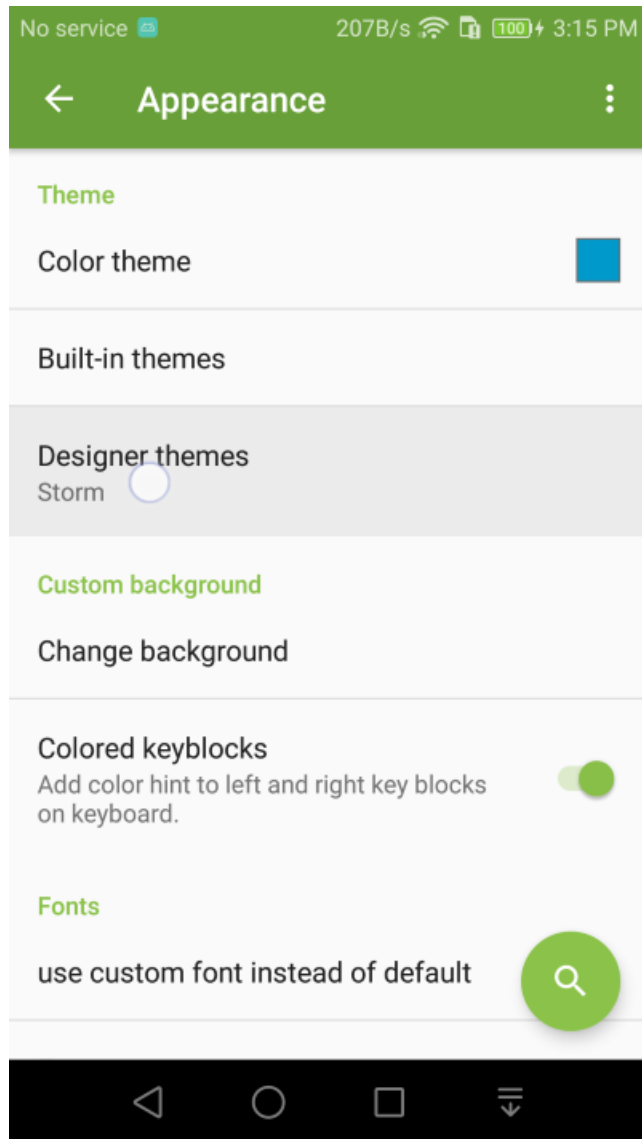 No service 207B/s 100 3:15 PM
Appearance
Theme
Color theme
Built-in themes
Designer themes
Storm
Custom background
Change background
Colored keyblocks
Add color hint to left and right key blocks
on keyboard.
Fonts
use custom font instead of default